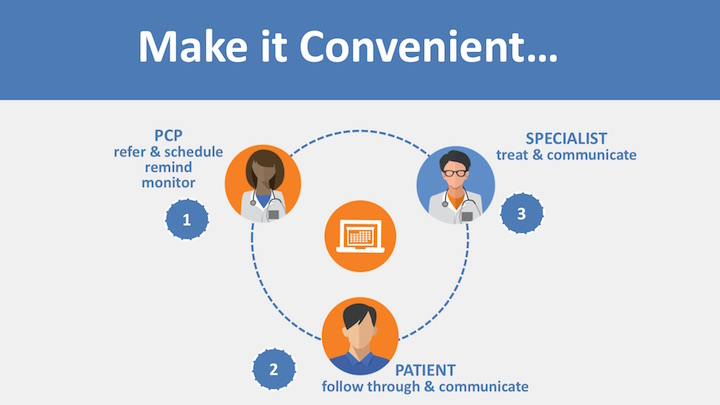 Make it Convenient...
PCP
refer & schedule
remind
monitor
1
SPECIALIST
treat & communicate
3
2
PATIENT
follow through & communicate